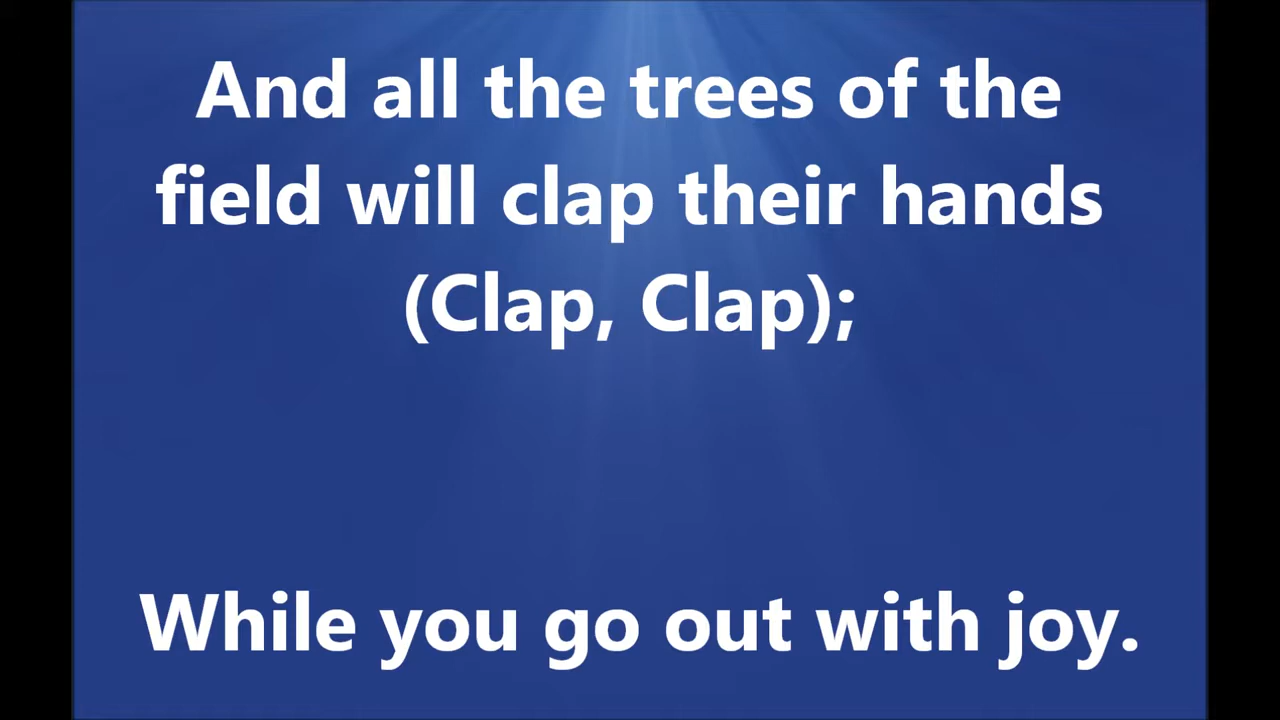 And all the trees of the
field will clap their hands
(Clap, Clap);
While you go out with joy.